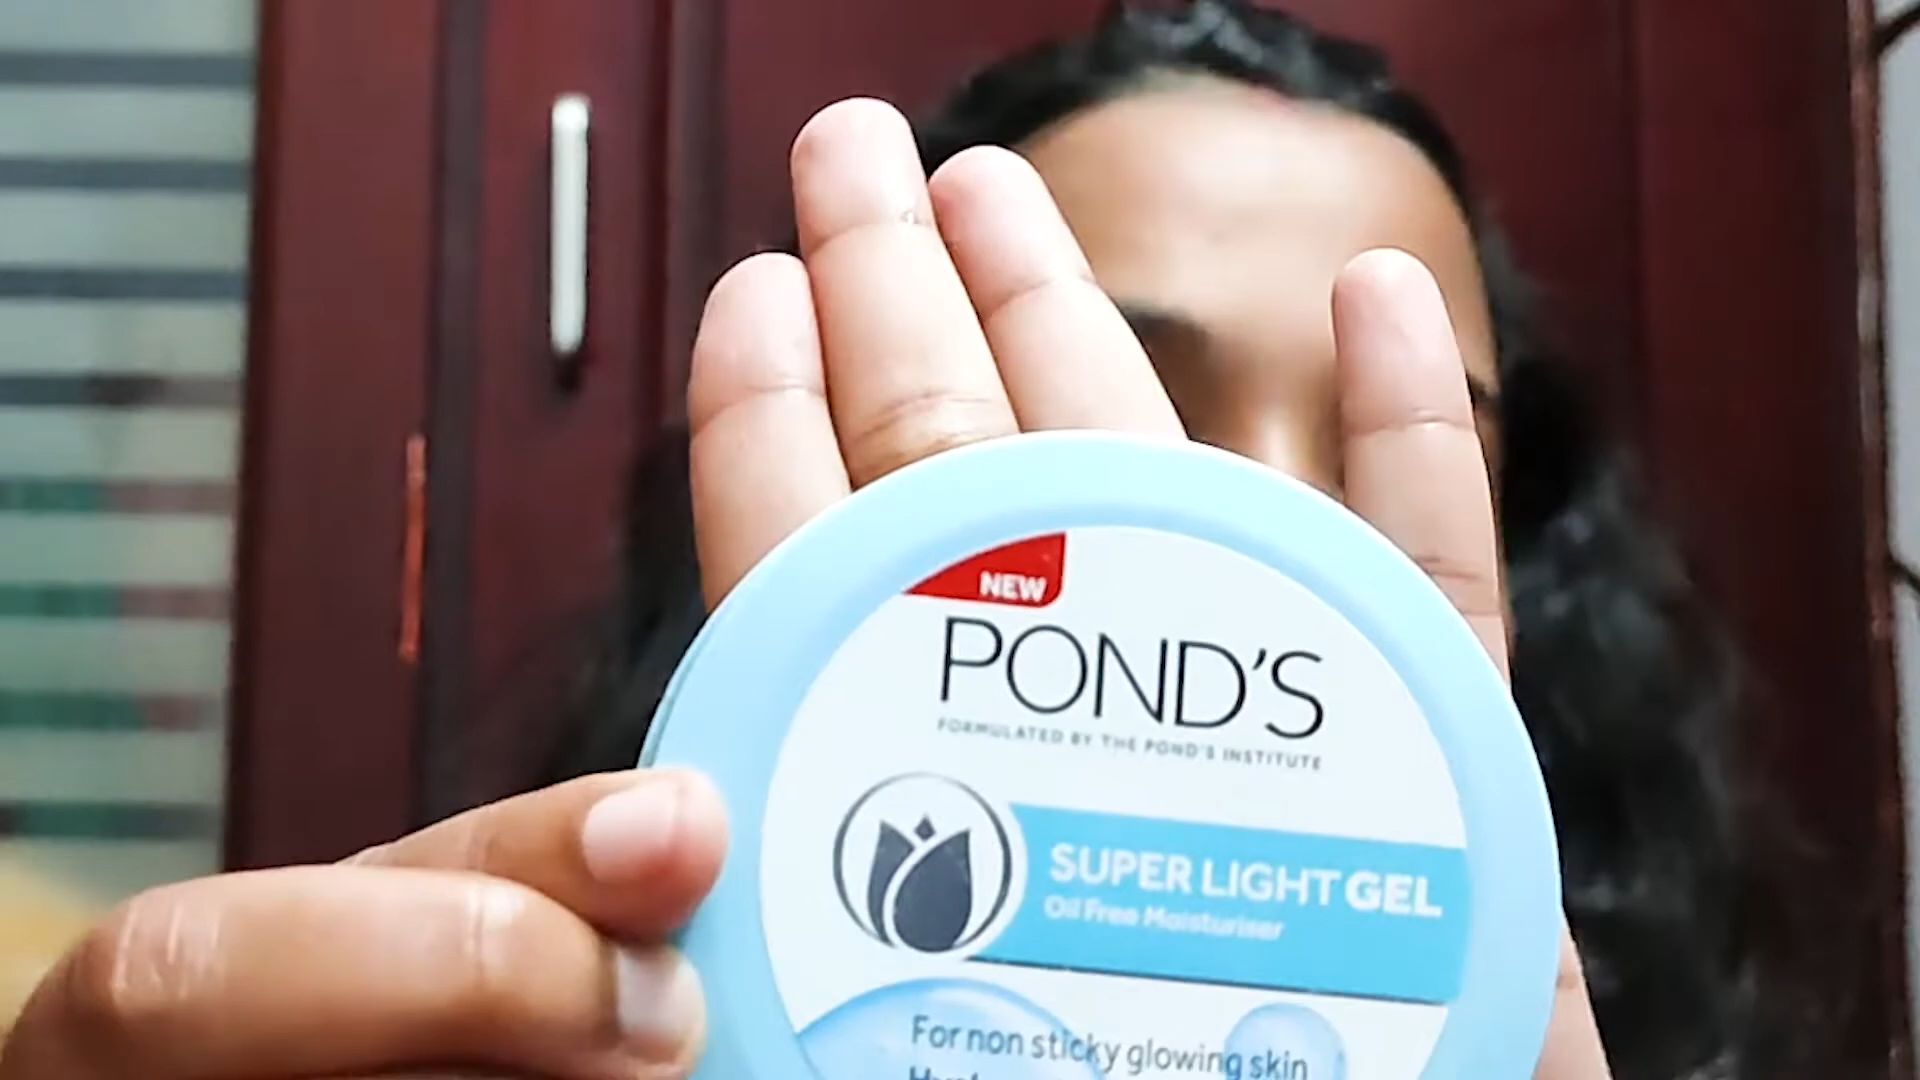 NEW
POND'S
FORMULATED BY THE POND'S INSTITUTE
SUPER LIGHT GEL
Oil Free Moisturiser
For non sticky glowing skin